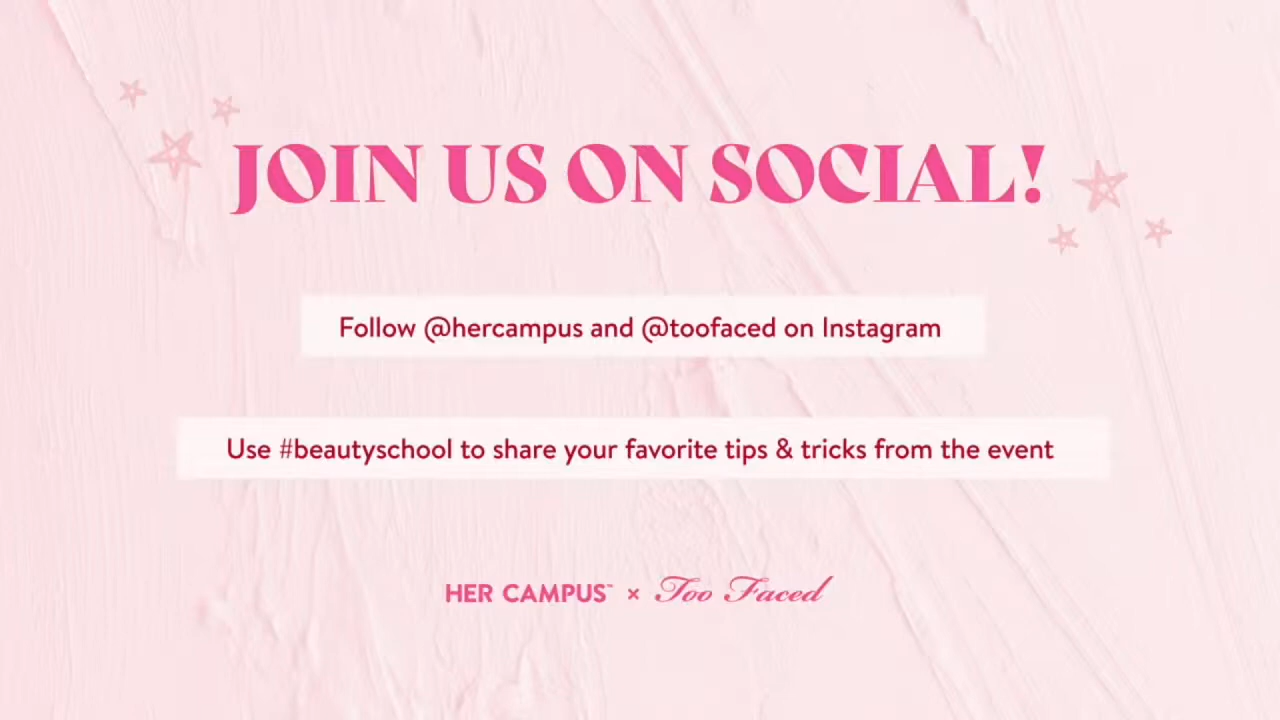 JOIN US ON SOCIAL!
Follow @hercampus and @toofaced on Instagram
Use #beautyschool to share your favorite tips & tricks from the event
HER CAMPUS™ × Too Faced